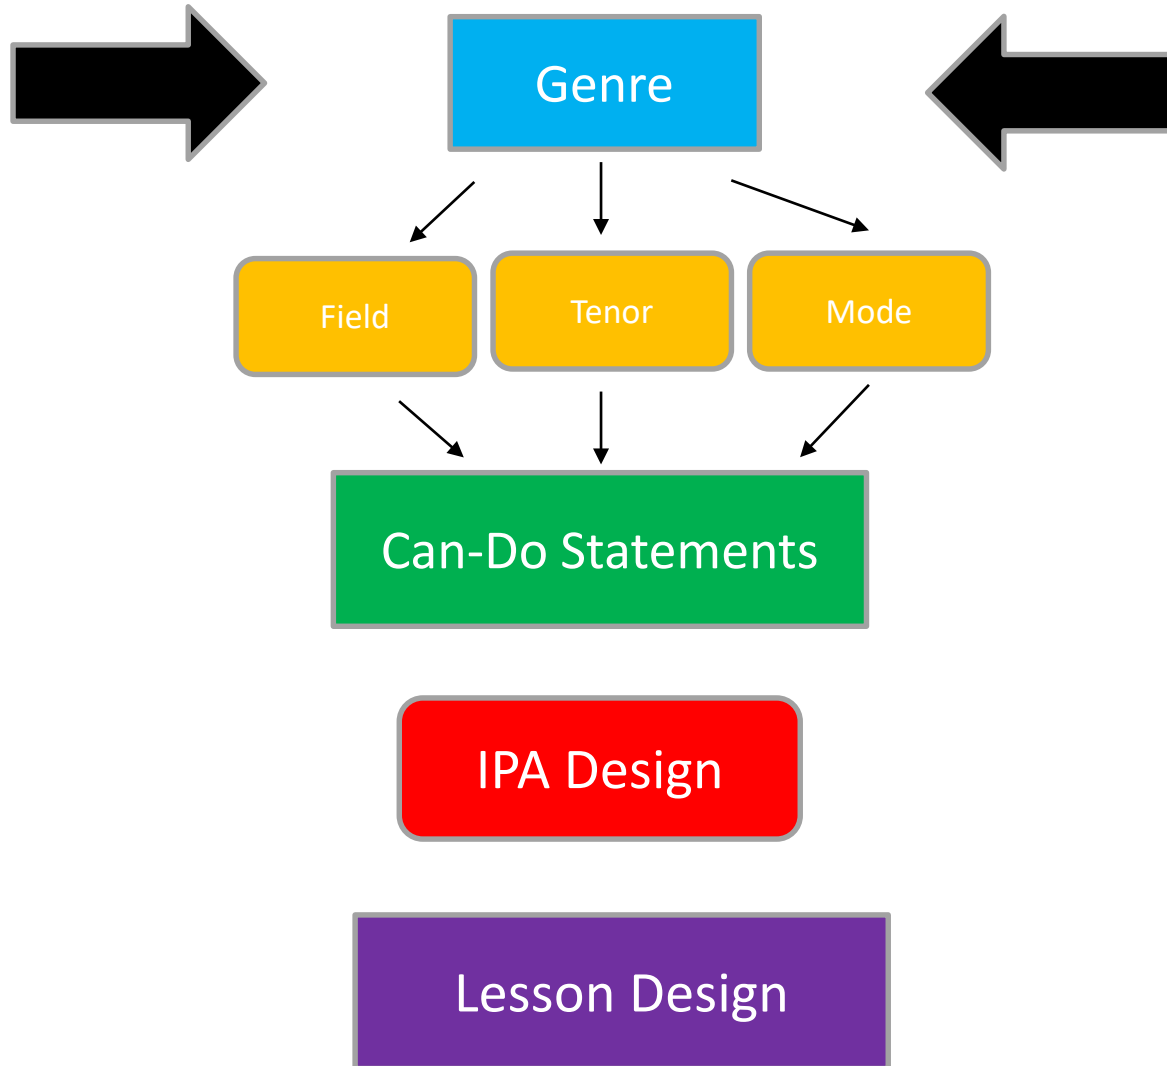 Genre
Field
Tenor
Mode
Can-Do Statements
IPA Design
Lesson Design